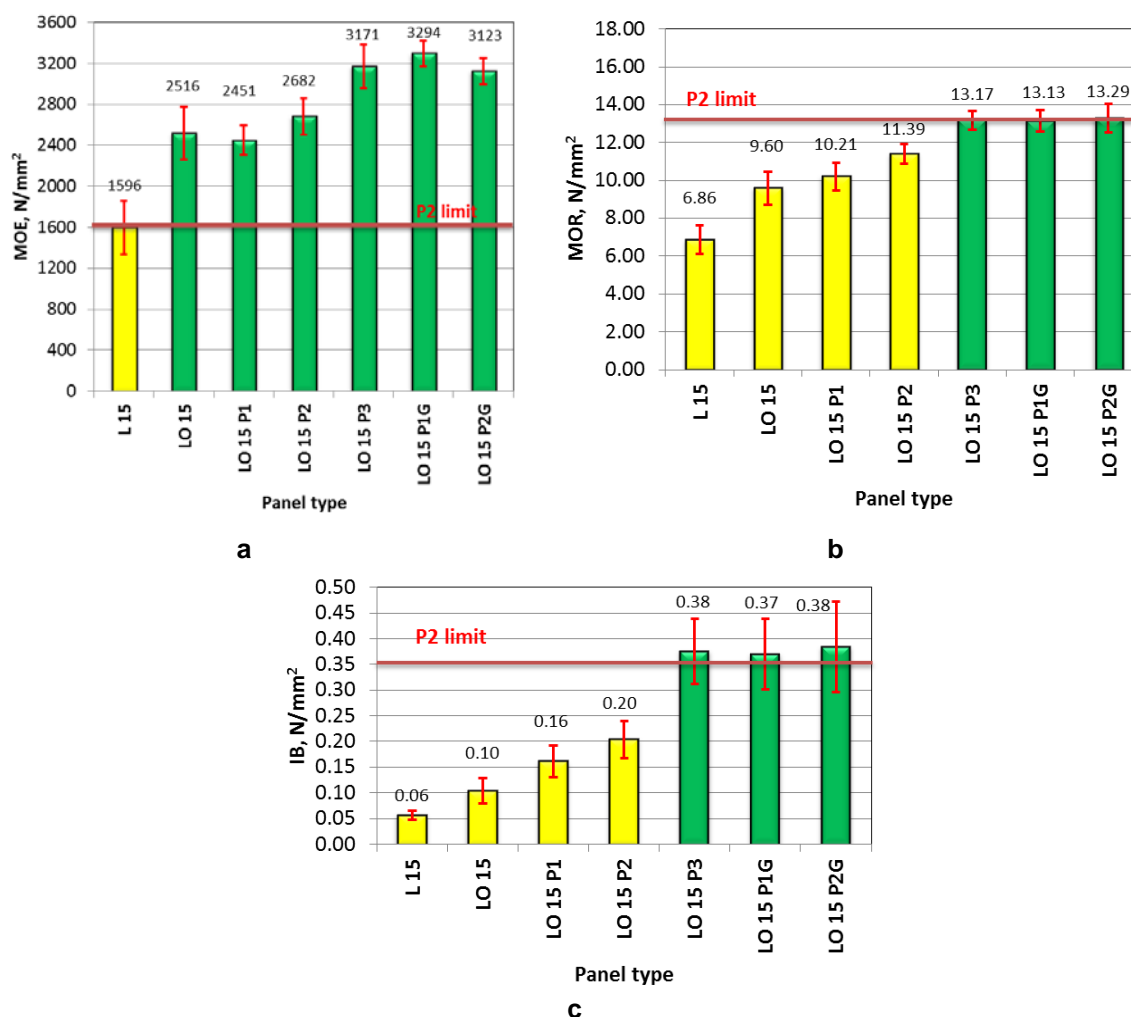 MOE, N/mm²
3600
3200
2800
2400
2000
1600
1200
800
400
0
1596
2516
2451
2682
3171
3294
3123
P2 limit
L 15
LO 15
LO 15 P1
LO 15 P2
LO 15 P3
LO 15 P1G
LO 15 P2G
Panel type
a
MOR, N/mm²
18.00
16.00
14.00
12.00
10.00
8.00
6.00
4.00
2.00
0.00
P2 limit
6.86
9.60
10.21
11.39
13.17
13.13
13.29
L 15
LO 15
LO 15 P1
LO 15 P2
LO 15 P3
LO 15 P1G
LO 15 P2G
Panel type
b
IB, N/mm²
0.50
0.45
0.40
0.35
0.30
0.25
0.20
0.15
0.10
0.05
0.00
P2 limit
0.06
0.10
0.16
0.20
0.38
0.37
0.38
L 15
LO 15
LO 15 P1
LO 15 P2
LO 15 P3
LO 15 P1G
LO 15 P2G
Panel type
c